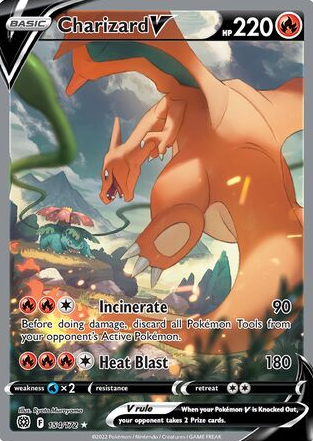 BASIC Charizard V HP 220
Incinerate 90
Before doing damage, discard all Pokémon Tools from
your opponent's Active Pokémon.
Heat Blast 180
weakness ×2 resistance retreat
Illus. Ryota Murayama
F 154/172 ★
V rule When your Pokémon V is Knocked Out,
your opponent takes 2 Prize cards.
©2022 Pokémon / Nintendo / Creatures / GAME FREAK